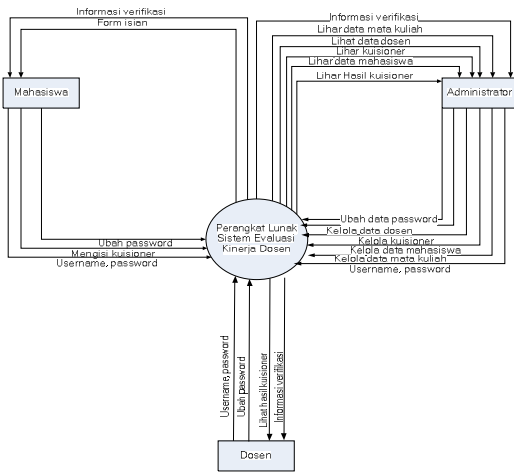 Informasi verifikasi
Form isian
Informasi verifikasi
Lihar data mata kuliah
Lihat data dosen
Lihar kuisioner
Lihar data mahasiswa
Lihar Hasil kuisioner
Mahasiswa
Administrator
Perangkat Lunak
Sistem Evaluasi
Kinerja Dosen
Ubah password
Mengisi kuisioner
Username, password
Ubah data password
Kelola data dosen
Kelola kuisioner
Kelola data mahasiswa
Kelola data mata kuliah
Username, password
Username, password
Ubah password
Lihat hasil kuisioner
Informasi verifikasi
Dosen